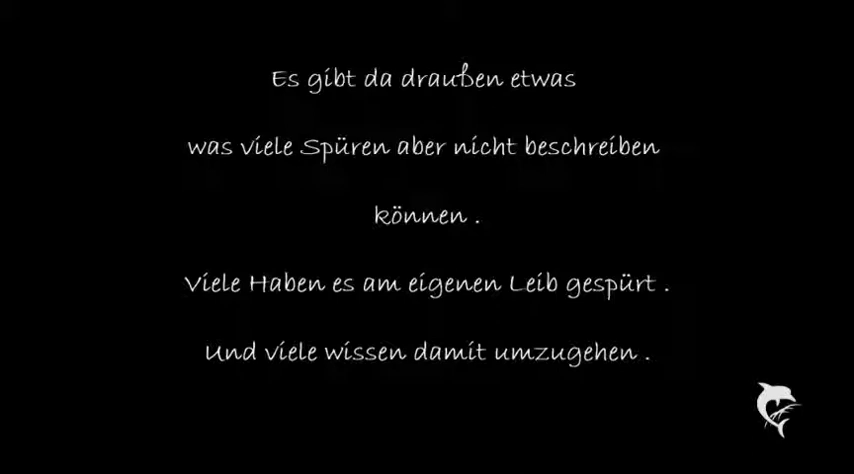 Es gibt da draußen etwas
was viele Spüren aber nicht beschreiben
können .
Viele Haben es am eigenen Leib gespürt .
Und viele wissen damit umzugehen .